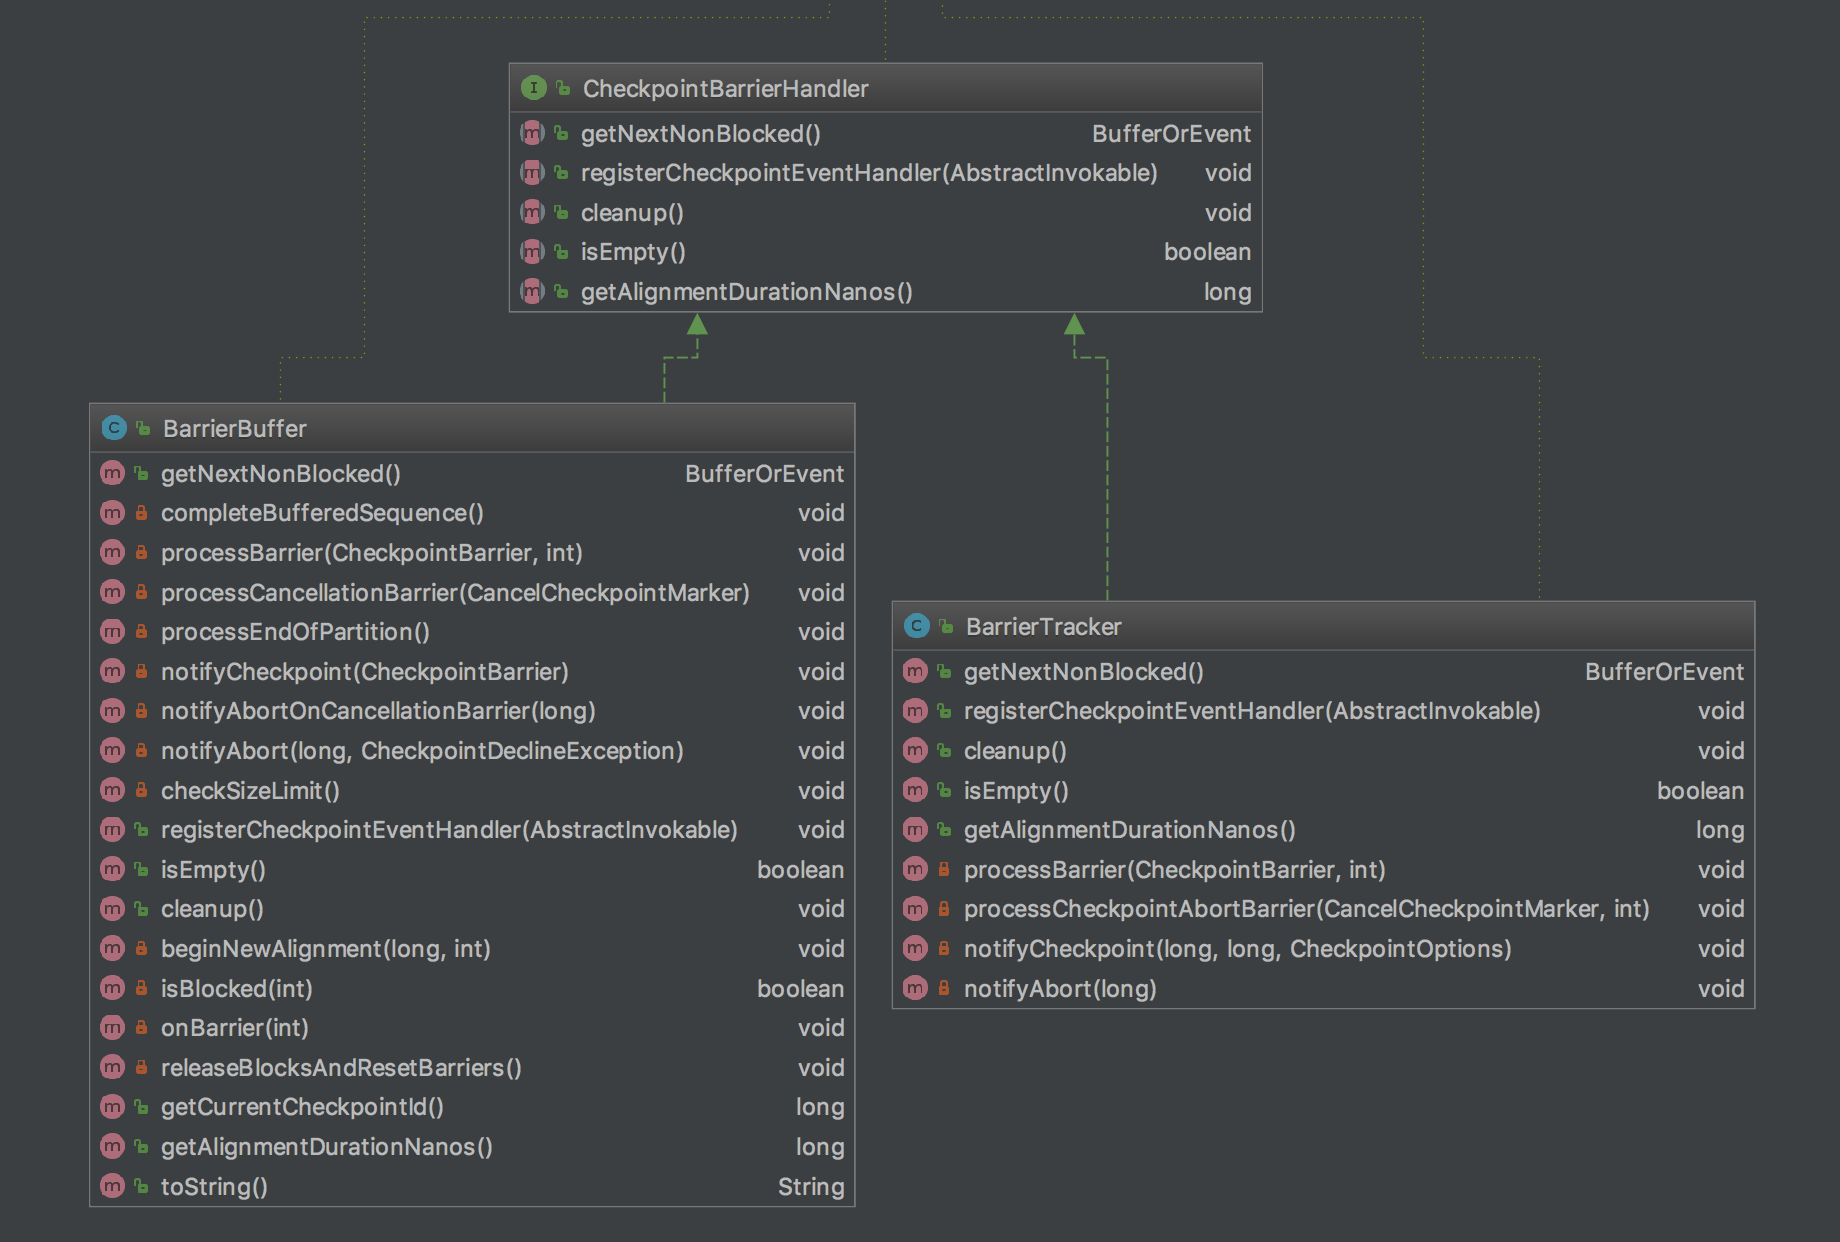 I CheckpointBarrierHandler
m getNextNonBlocked() BufferOrEvent
m registerCheckpointEventHandler(AbstractInvokable) void
m cleanup() void
m isEmpty() boolean
m getAlignmentDurationNanos() long
C BarrierBuffer
m getNextNonBlocked() BufferOrEvent
m completeBufferedSequence() void
m processBarrier(CheckpointBarrier, int) void
m processCancellationBarrier(CancelCheckpointMarker) void
m processEndOfPartition() void
m notifyCheckpoint(CheckpointBarrier) void
m notifyAbortOnCancellationBarrier(long) void
m notifyAbort(long, CheckpointDeclineException) void
m checkSizeLimit() void
m registerCheckpointEventHandler(AbstractInvokable) void
m isEmpty() boolean
m cleanup() void
m beginNewAlignment(long, int) void
m isBlocked(int) boolean
m onBarrier(int) void
m releaseBlocksAndResetBarriers() void
m getCurrentCheckpointId() long
m getAlignmentDurationNanos() long
m toString() String
C BarrierTracker
m getNextNonBlocked() BufferOrEvent
m registerCheckpointEventHandler(AbstractInvokable) void
m cleanup() void
m isEmpty() boolean
m getAlignmentDurationNanos() long
m processBarrier(CheckpointBarrier, int) void
m processCheckpointAbortBarrier(CancelCheckpointMarker, int) void
m notifyCheckpoint(long, long, CheckpointOptions) void
m notifyAbort(long) void